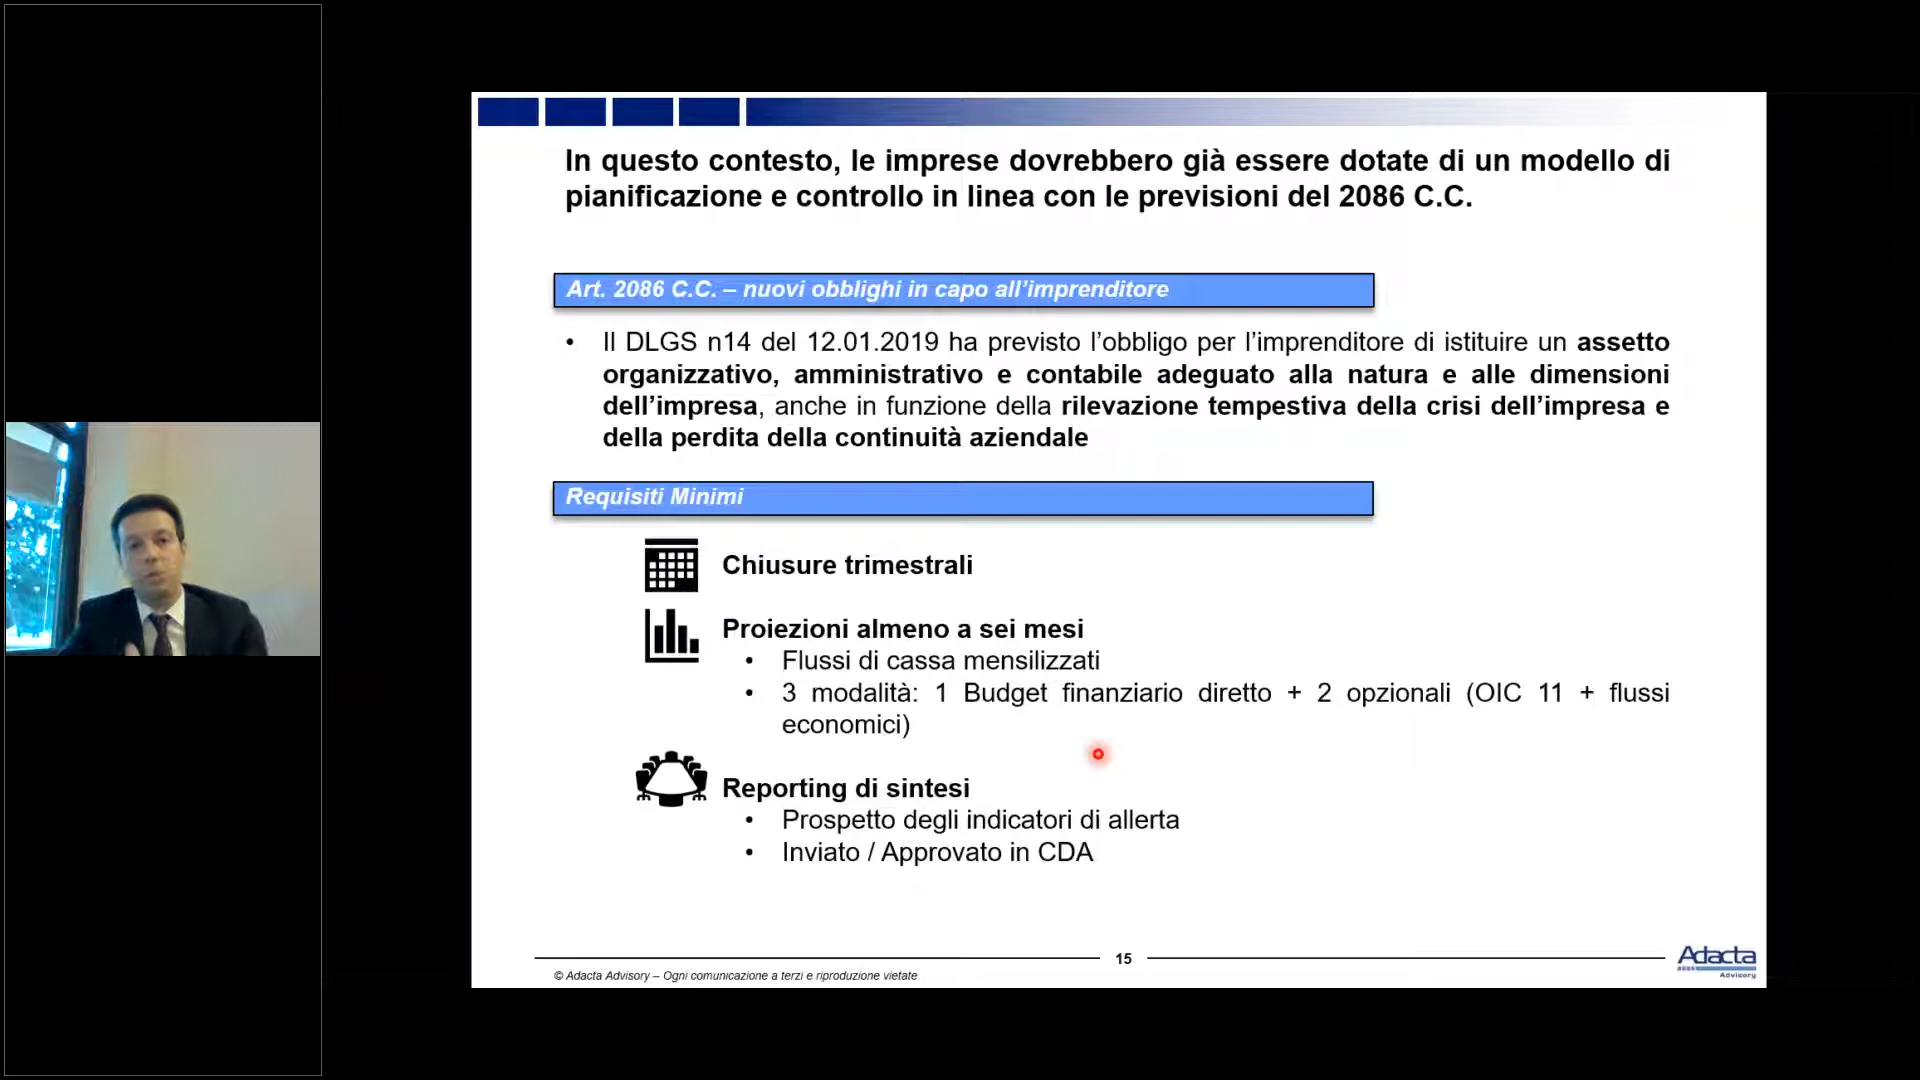 In questo contesto, le imprese dovrebbero già essere dotate di un modello di
pianificazione e controllo in linea con le previsioni del 2086 C.C.
Art. 2086 C.C. – nuovi obblighi in capo all’imprenditore
• Il DLGS n14 del 12.01.2019 ha previsto l’obbligo per l’imprenditore di istituire un assetto
organizzativo, amministrativo e contabile adeguato alla natura e alle dimensioni
dell’impresa, anche in funzione della rilevazione tempestiva della crisi dell’impresa e
della perdita della continuità aziendale
Requisiti Minimi
Chiusure trimestrali
Proiezioni almeno a sei mesi
• Flussi di cassa mensilizzati
• 3 modalità: 1 Budget finanziario diretto + 2 opzionali (OIC 11 + flussi
economici)
Reporting di sintesi
• Prospetto degli indicatori di allerta
• Inviato / Approvato in CDA
15
© Adacta Advisory – Ogni comunicazione a terzi e riproduzione vietate
Adacta
Advisory